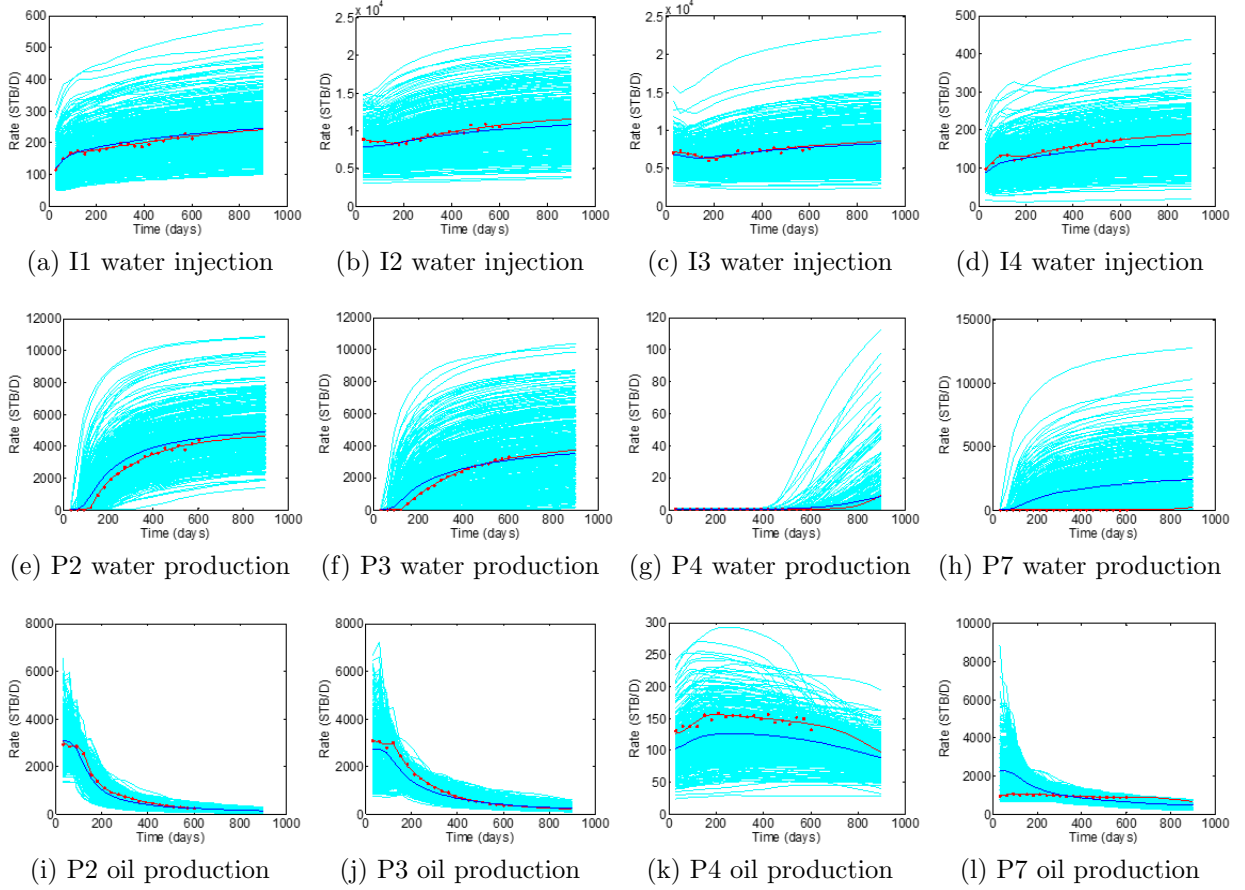 600
500
400
300
200
100
0
Rate (STB/D)
0 200 400 600 800 1000
Time (days)
(a) I1 water injection
2.5 x 10^4
2
1.5
1
0.5
0
Rate (STB/D)
0 200 400 600 800 1000
Time (days)
(b) I2 water injection
2.5 x 10^4
2
1.5
1
0.5
0
Rate (STB/D)
0 200 400 600 800 1000
Time (days)
(c) I3 water injection
500
400
300
200
100
0
Rate (STB/D)
0 200 400 600 800 1000
Time (days)
(d) I4 water injection
12000
10000
8000
6000
4000
2000
0
Rate (STB/D)
0 200 400 600 800 1000
Time (days)
(e) P2 water production
12000
10000
8000
6000
4000
2000
0
Rate (STB/D)
0 200 400 600 800 1000
Time (days)
(f) P3 water production
120
100
80
60
40
20
0
Rate (STB/D)
0 200 400 600 800 1000
Time (days)
(g) P4 water production
15000
10000
5000
0
Rate (STB/D)
0 200 400 600 800 1000
Time (days)
(h) P7 water production
8000
6000
4000
2000
0
Rate (STB/D)
0 200 400 600 800 1000
Time (days)
(i) P2 oil production
8000
6000
4000
2000
0
Rate (STB/D)
0 200 400 600 800 1000
Time (days)
(j) P3 oil production
300
250
200
150
100
50
0
Rate (STB/D)
0 200 400 600 800 1000
Time (days)
(k) P4 oil production
10000
8000
6000
4000
2000
0
Rate (STB/D)
0 200 400 600 800 1000
Time (days)
(l) P7 oil production